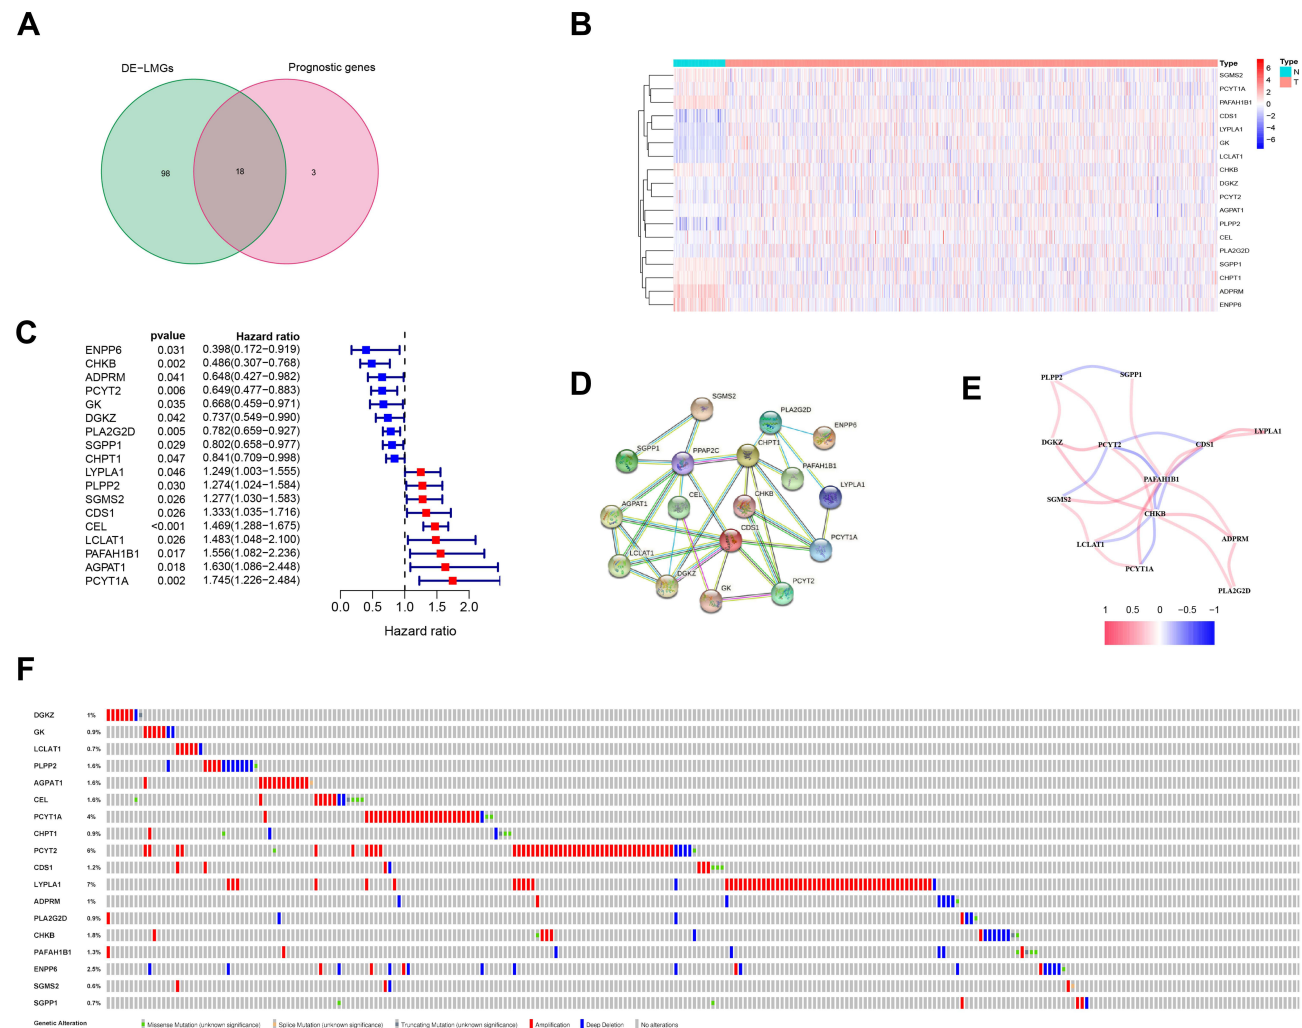 A
DE−LMGs
Prognostic genes
98
18
3
B
Type
SGMS2
PCYT1A
PAFAH1B1
CDS1
LYPLA1
GK
LCLAT1
CHKB
DGKZ
PCYT2
AGPAT1
PLPP2
CEL
PLA2G2D
SGPP1
CHPT1
ADPRM
ENPP6
6
4
2
0
−2
−4
−6
Type
N
T
C
pvalue Hazard ratio
ENPP6 0.031 0.398(0.172−0.919)
CHKB 0.002 0.486(0.307−0.768)
ADPRM 0.041 0.648(0.427−0.982)
PCYT2 0.006 0.649(0.477−0.883)
GK 0.035 0.668(0.459−0.971)
DGKZ 0.042 0.737(0.549−0.990)
PLA2G2D 0.005 0.782(0.659−0.927)
SGPP1 0.029 0.802(0.658−0.977)
CHPT1 0.047 0.841(0.709−0.998)
LYPLA1 0.046 1.249(1.003−1.555)
PLPP2 0.030 1.274(1.024−1.584)
SGMS2 0.026 1.277(1.030−1.583)
CDS1 0.026 1.333(1.035−1.716)
CEL <0.001 1.469(1.288−1.675)
LCLAT1 0.026 1.483(1.048−2.100)
PAFAH1B1 0.017 1.556(1.082−2.236)
AGPAT1 0.018 1.630(1.086−2.448)
PCYT1A 0.002 1.745(1.226−2.484)
0.0 0.5 1.0 1.5 2.0
Hazard ratio
D
SGMS2
PLA2G2D
ENPP6
SGPP1
PPAP2C
CHPT1
PAFAH1B1
LYPLA1
CEL
CHKB
AGPAT1
CDS1
PCYT1A
LCLAT1
DGKZ
GK
PCYT2
E
PLPP2
SGPP1
LYPLA1
DGKZ
PCYT2
CDS1
PAFAH1B1
SGMS2
CHKB
LCLAT1
ADPRM
PCYT1A
PLA2G2D
1 0.5 0 −0.5 −1
F
DGKZ 1%
GK 0.9%
LCLAT1 0.7%
PLPP2 1.6%
AGPAT1 1.6%
CEL 1.6%
PCYT1A 4%
CHPT1 0.9%
PCYT2 6%
CDS1 1.2%
LYPLA1 7%
ADPRM 1%
PLA2G2D 0.9%
CHKB 1.8%
PAFAH1B1 1.3%
ENPP6 2.5%
SGMS2 0.6%
SGPP1 0.7%
Genetic Alteration Missense Mutation (unknown significance) Splice Mutation (unknown significance) Truncating Mutation (unknown significance) Amplification Deep Deletion No alterations